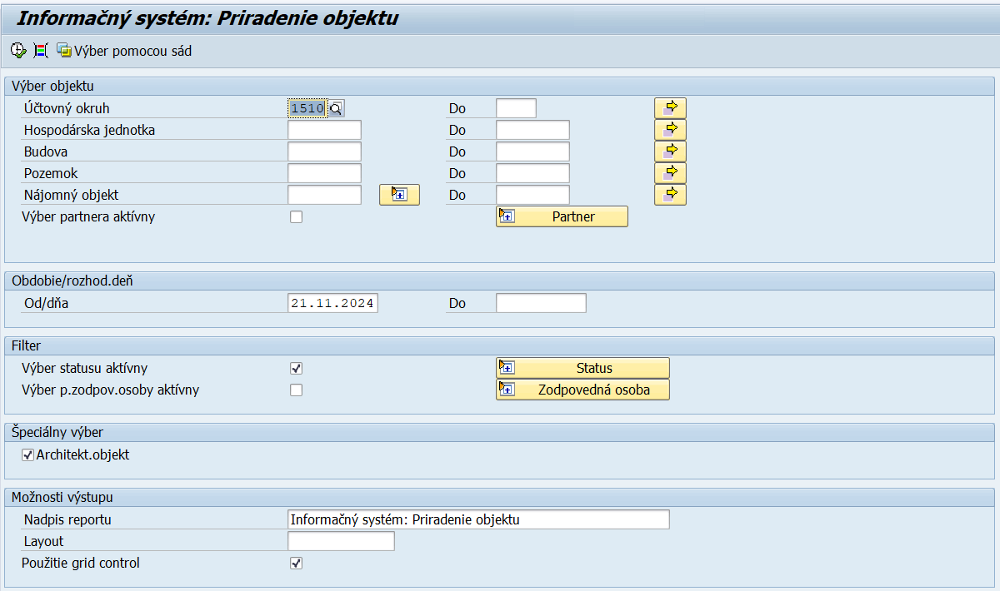 Informačný systém: Priradenie objektu
Výber pomocou sád
Výber objektu
Účtovný okruh 1510 Do
Hospodárska jednotka Do
Budova Do
Pozemok Do
Nájomný objekt Do
Výber partnera aktívny Partner
Obdobie/rozhod.deň
Od/dňa 21.11.2024 Do
Filter
Výber statusu aktívny Status
Výber p.zodpov.osoby aktívny Zodpovedná osoba
Špeciálny výber
Architekt.objekt
Možnosti výstupu
Nadpis reportu Informačný systém: Priradenie objektu
Layout
Použitie grid control